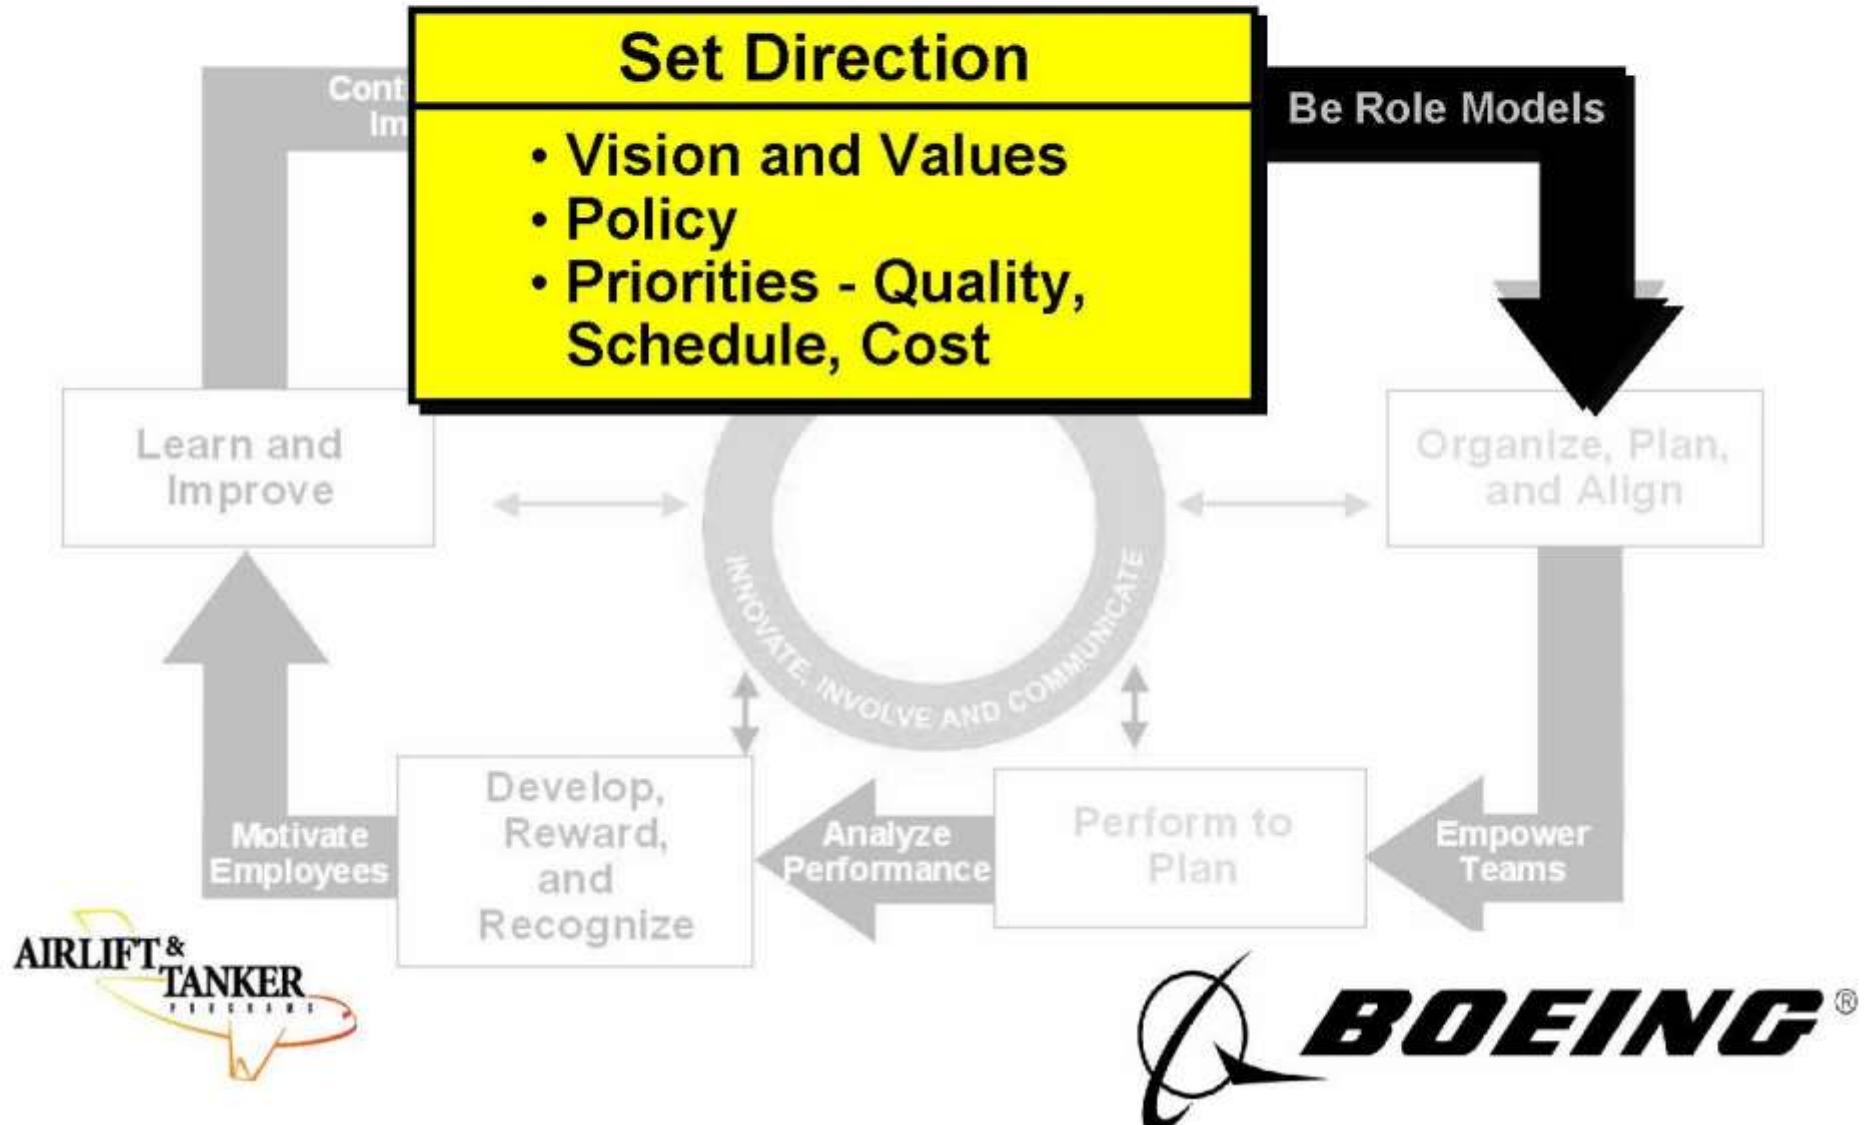 Set Direction
• Vision and Values
• Policy
• Priorities - Quality,
Schedule, Cost
Be Role Models
Learn and
Improve
Organize, Plan,
and Align
INNOVATE, INVOLVE AND COMMUNICATE
Develop,
Reward,
and
Recognize
Perform to
Plan
Motivate
Employees
Analyze
Performance
Empower
Teams
AIRLIFT &
TANKER
PROGRAMS
BOEING®